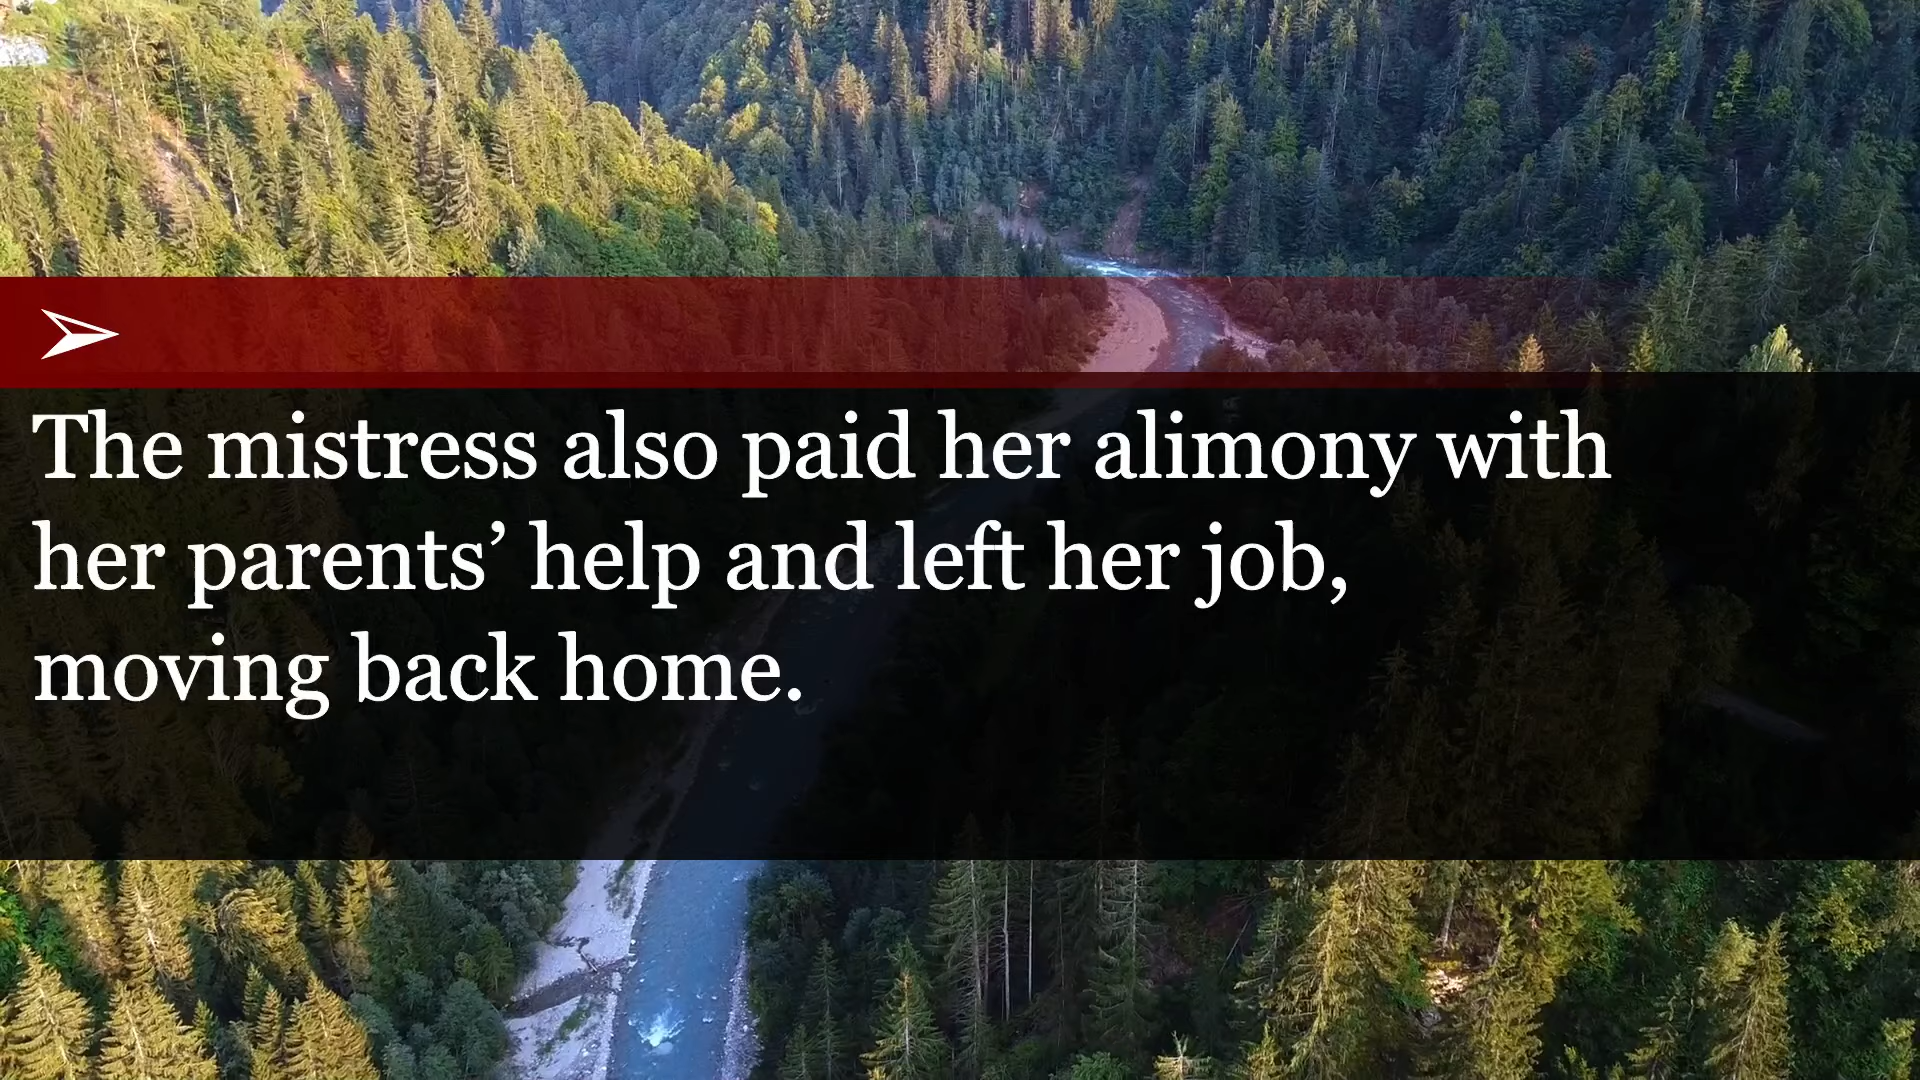 The mistress also paid her alimony with
her parents’ help and left her job,
moving back home.